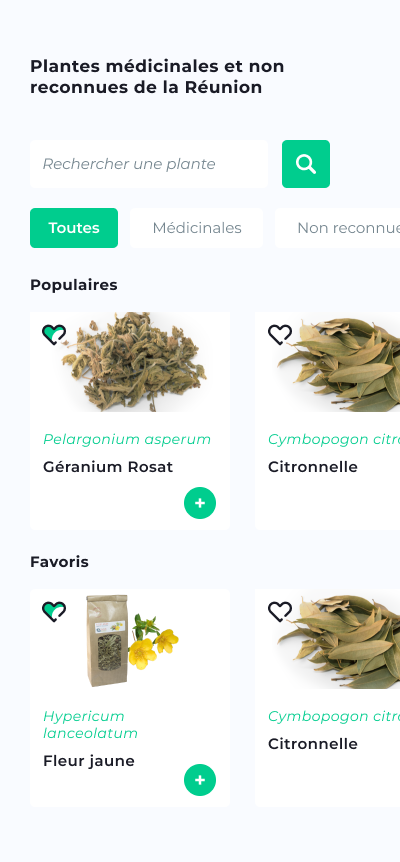 Plantes médicinales et non
reconnues de la Réunion
Rechercher une plante
Toutes
Médicinales
Non reconnue
Populaires
Pelargonium asperum
Cymbopogon citr
Géranium Rosat
Citronnelle
+
Favoris
Hypericum
lanceolatum
Cymbopogon citr
Fleur jaune
Citronnelle
+